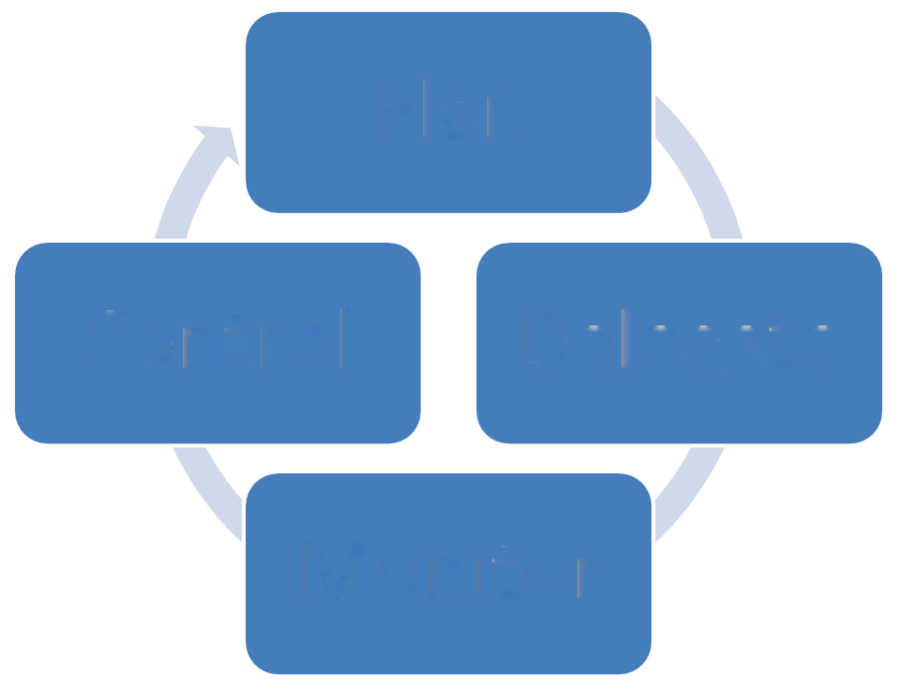 Plan
Delegate
Monitor
Control